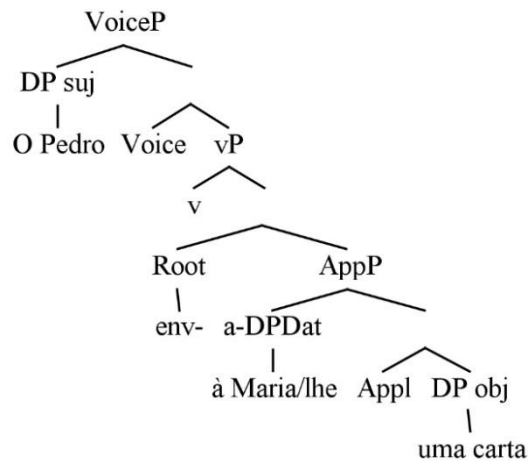 VoiceP
DP suj
O Pedro Voice vP
v
Root AppP
env- a-DPDat
à Maria/lhe Appl DP obj
uma carta